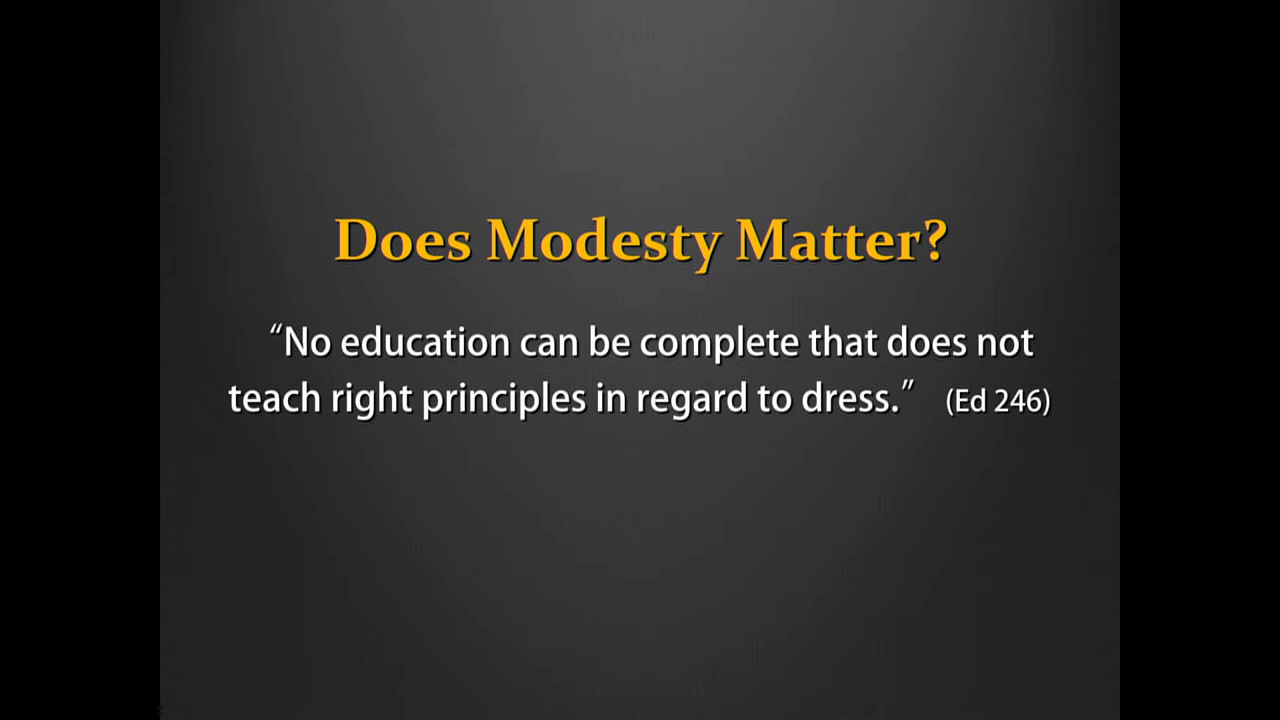 Does Modesty Matter?
“No education can be complete that does not
teach right principles in regard to dress.” (Ed 246)